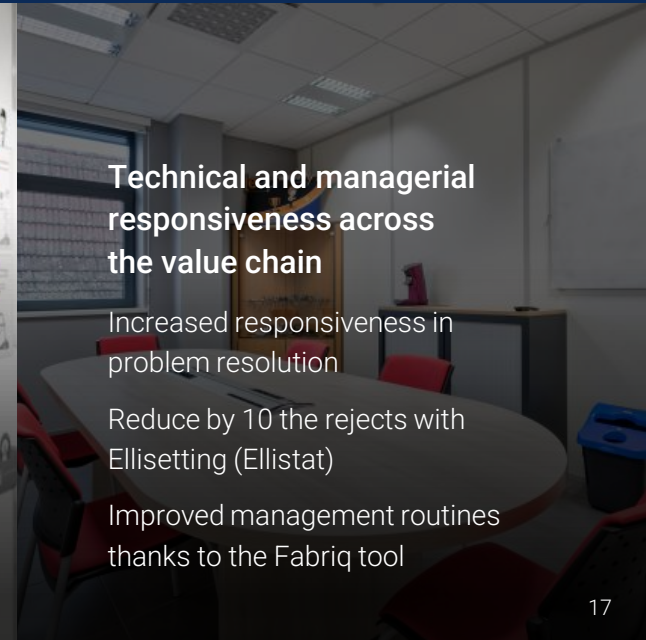 Technical and managerial
responsiveness across
the value chain
Increased responsiveness in
problem resolution
Reduce by 10 the rejects with
Ellisetting (Ellistat)
Improved management routines
thanks to the Fabriq tool
17